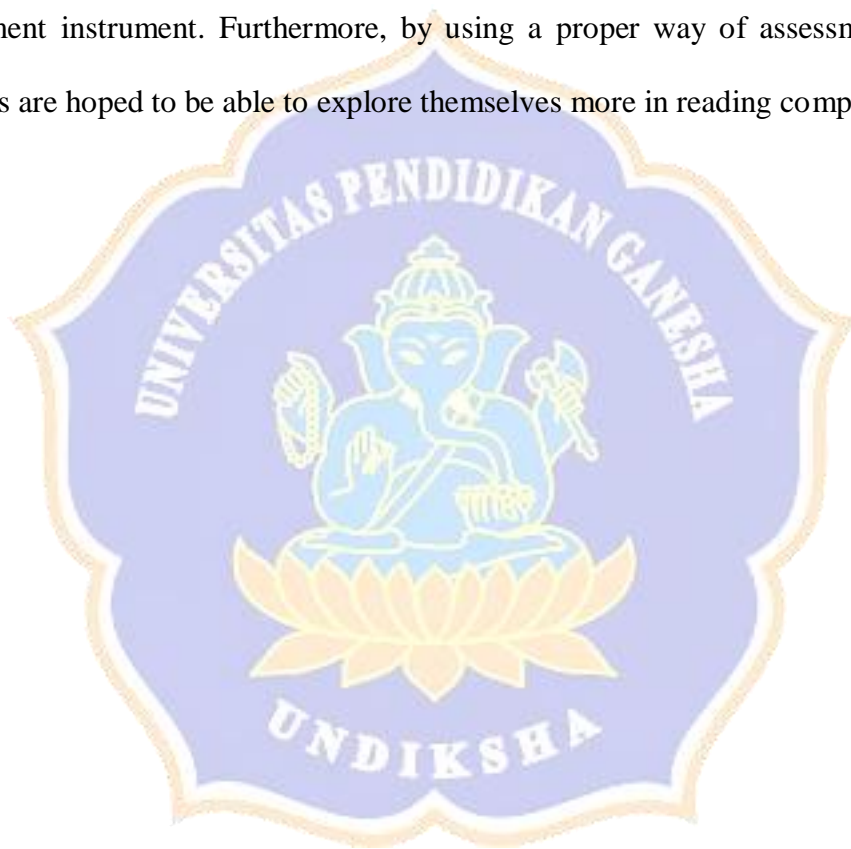 ment instrument. Furthermore, by using a proper way of assessm
s are hoped to be able to explore themselves more in reading comp
UNIVERSITAS PENDIDIKAN GANESHA
UNDIKSHA